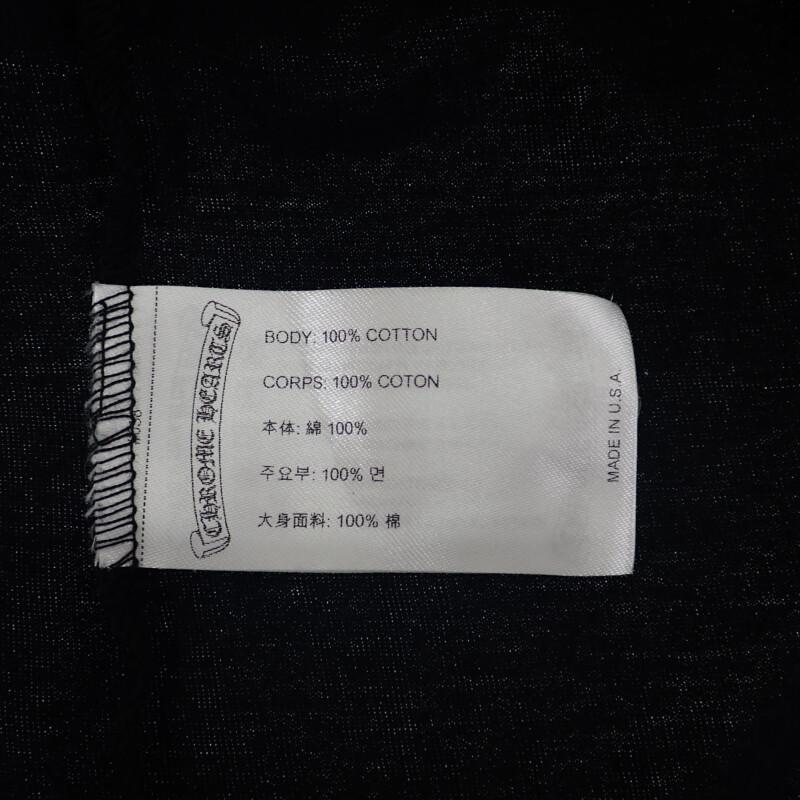 CHROME HEARTS
BODY: 100% COTTON
CORPS: 100% COTON
本体: 綿 100%
주요부: 100% 면
大身面料: 100% 棉
MADE IN U.S.A.